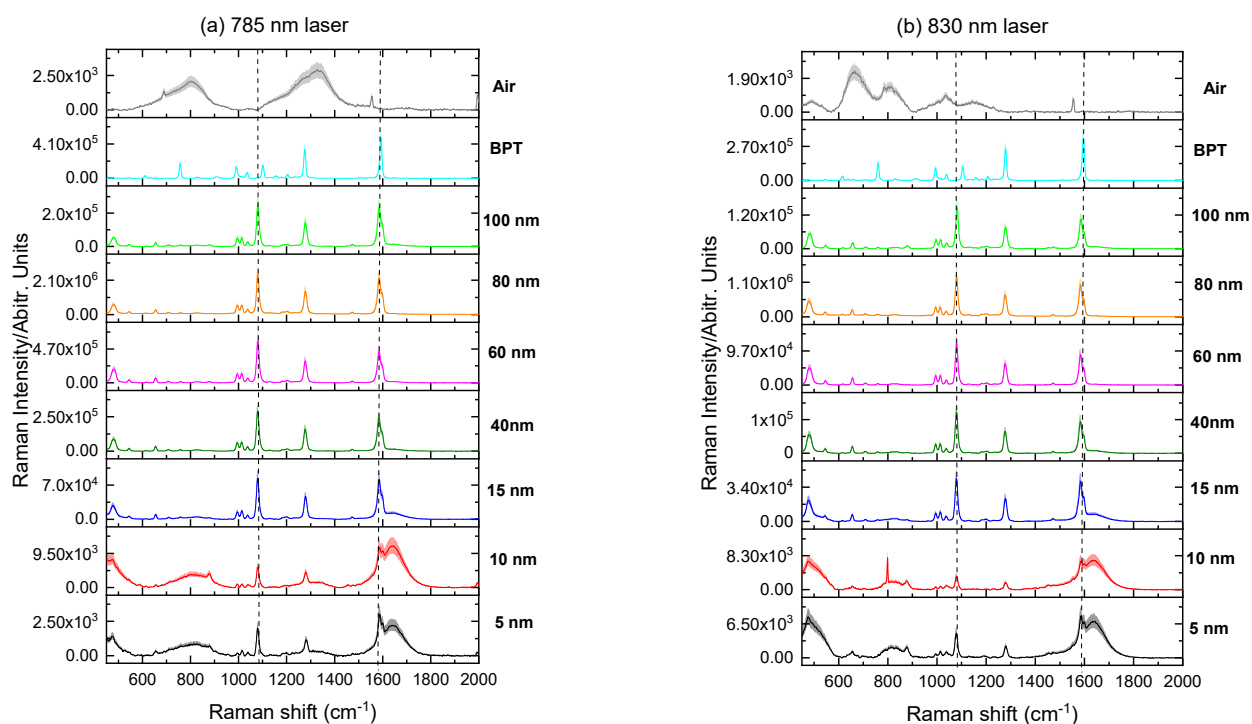 (a) 785 nm laser
2.50x10³
0.00
Air
4.10x10⁵
0.00
BPT
2.0x10⁵
0.0
100 nm
2.10x10⁶
0.00
80 nm
4.70x10⁵
0.00
60 nm
2.50x10⁵
0.00
40nm
7.0x10⁴
0.0
15 nm
9.50x10³
0.00
10 nm
2.50x10³
0.00
5 nm
Raman Intensity/Abitr. Units
600 800 1000 1200 1400 1600 1800 2000
Raman shift (cm⁻¹)
(b) 830 nm laser
1.90x10³
0.00
Air
2.70x10⁵
0.00
BPT
1.20x10⁵
0.00
100 nm
1.10x10⁶
0.00
80 nm
9.70x10⁴
0.00
60 nm
1x10⁵
0
40nm
3.40x10⁴
0.00
15 nm
8.30x10³
0.00
10 nm
6.50x10³
0.00
5 nm
Raman Intensity/Abitr. Units
600 800 1000 1200 1400 1600 1800 2000
Raman shift (cm⁻¹)